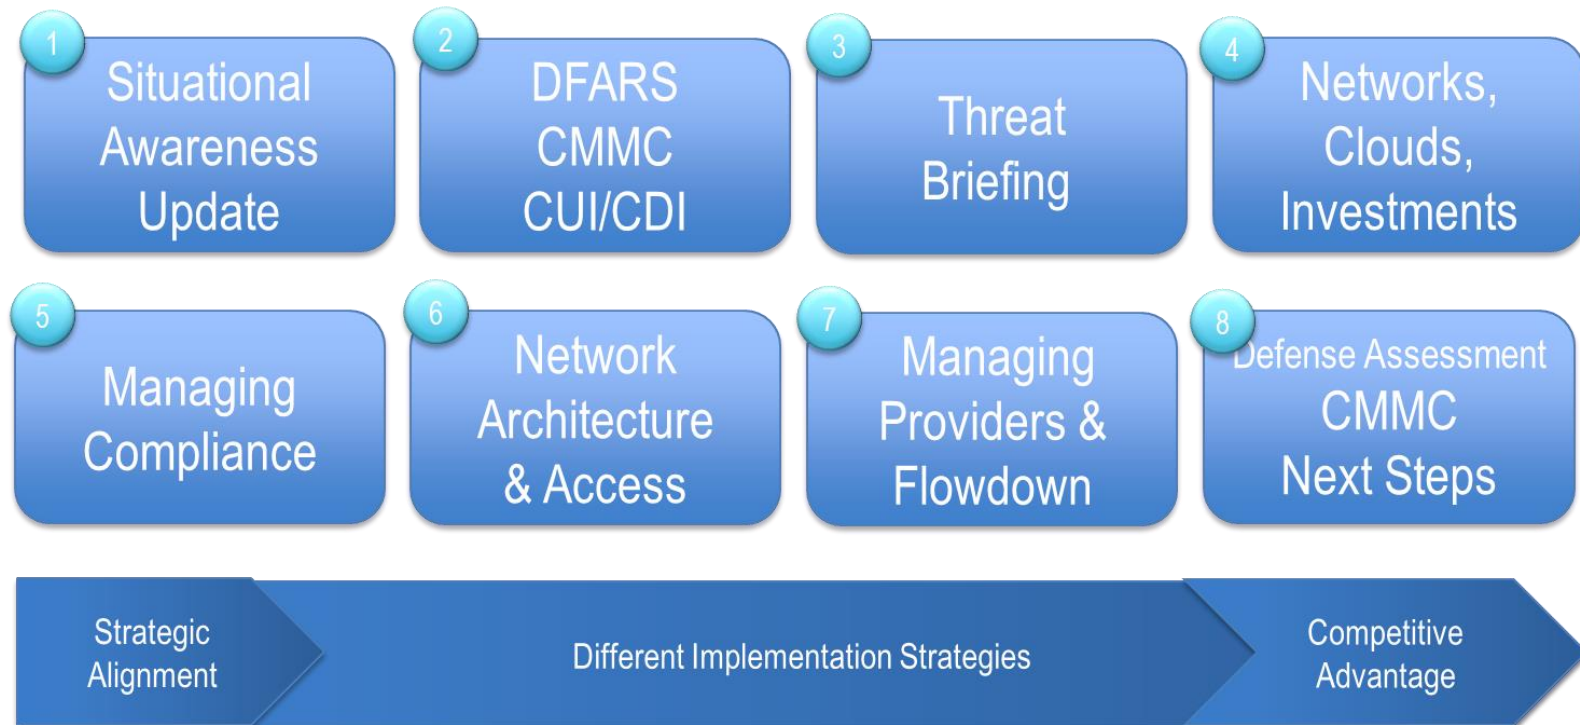 1
Situational
Awareness
Update
2
DFARS
CMMC
CUI/CDI
3
Threat
Briefing
4
Networks,
Clouds,
Investments
5
Managing
Compliance
6
Network
Architecture
& Access
7
Managing
Providers &
Flowdown
8
Defense Assessment
CMMC
Next Steps
Strategic
Alignment
Different Implementation Strategies
Competitive
Advantage